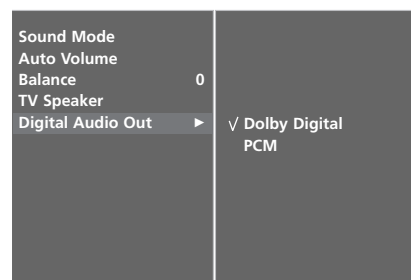 Sound Mode
Auto Volume
Balance 0
TV Speaker
Digital Audio Out ►
√ Dolby Digital
PCM